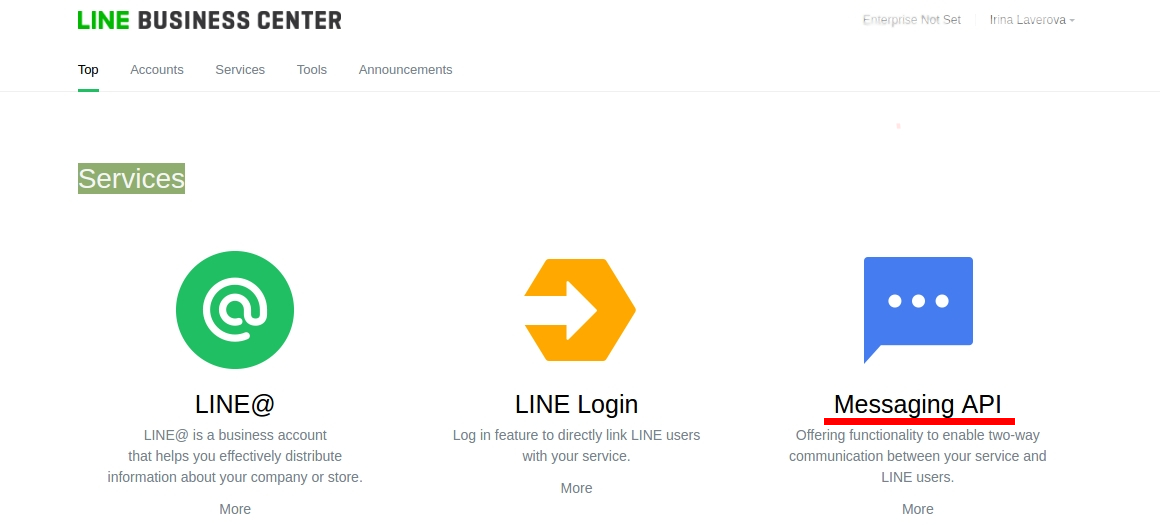 LINE BUSINESS CENTER
Enterprise Not Set
Irina Laverova
Top Accounts Services Tools Announcements
Services
LINE@
LINE@ is a business account
that helps you effectively distribute
information about your company or store.
More
LINE Login
Log in feature to directly link LINE users
with your service.
More
Messaging API
Offering functionality to enable two-way
communication between your service and
LINE users.
More